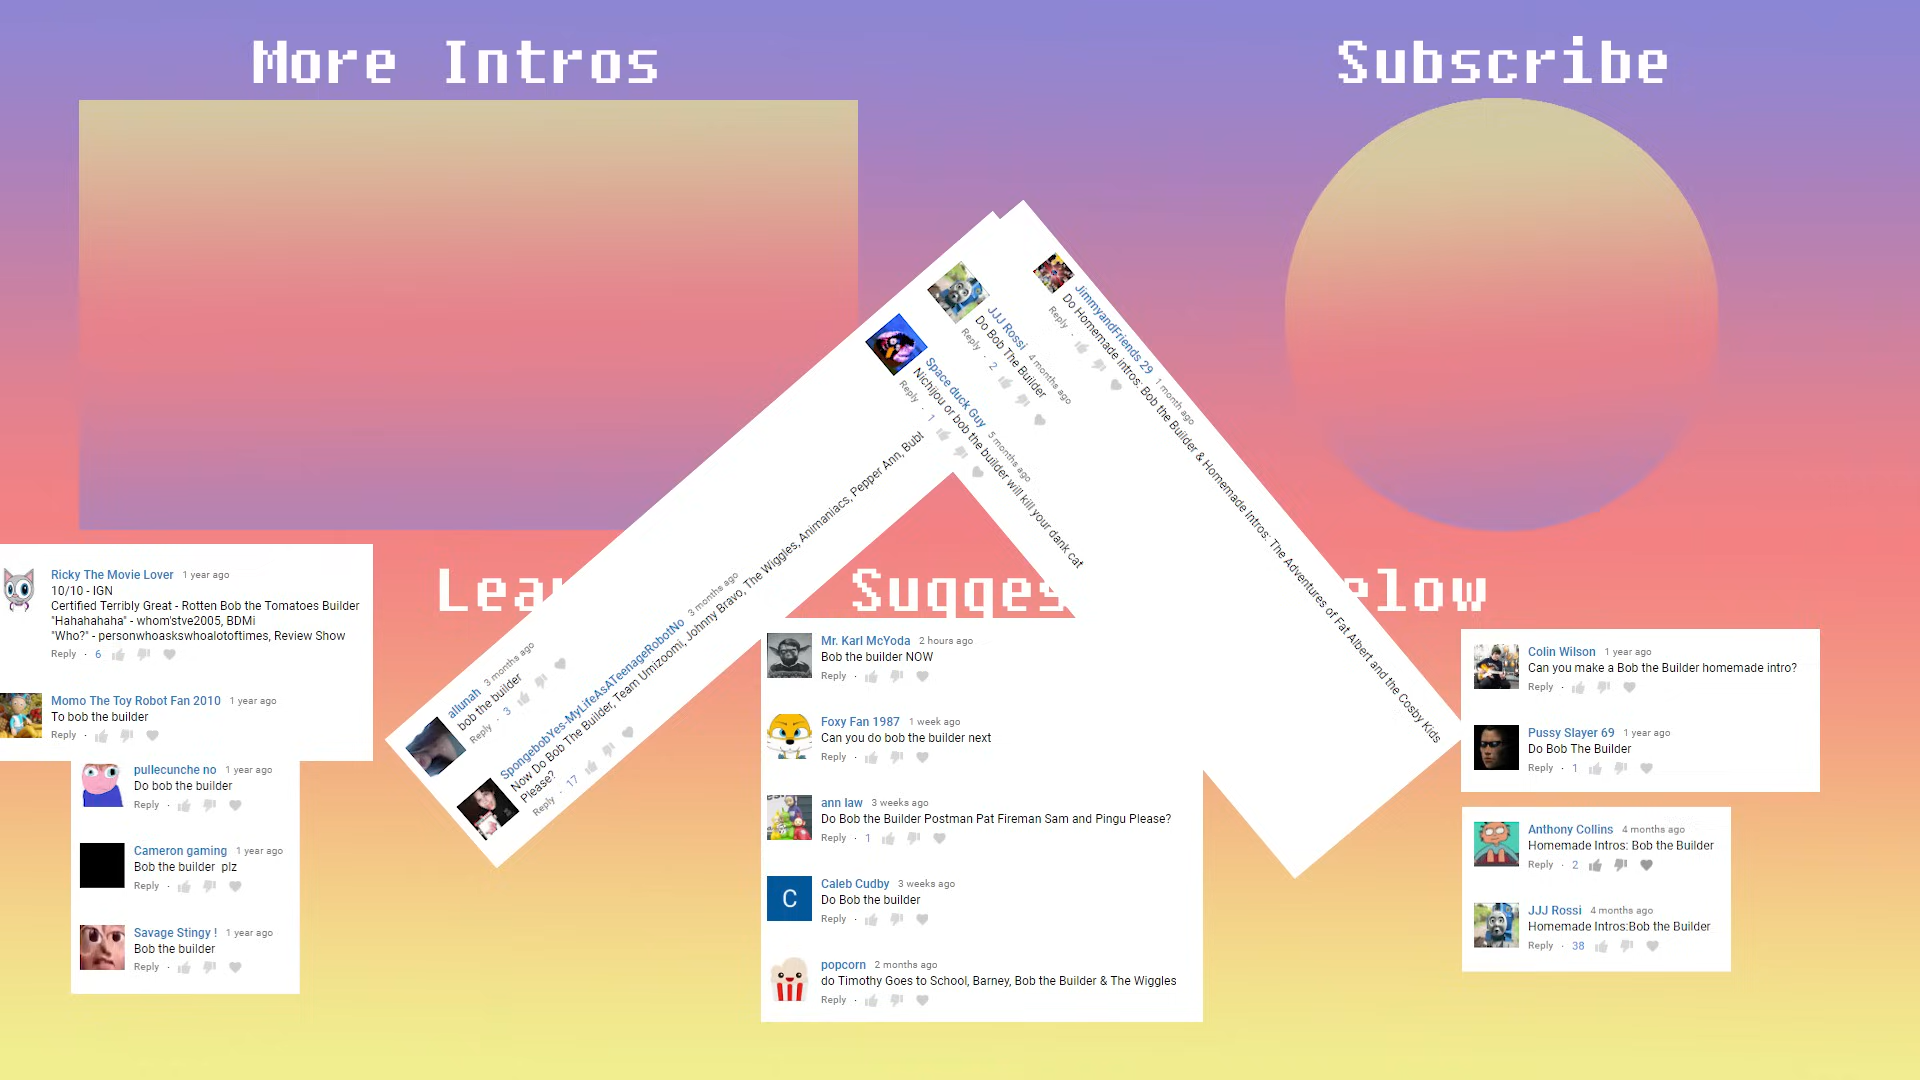 More Intros
Subscribe
JimmyandFriends 29 1 month ago
Do Homemade intros: Bob the Builder & Homemade Intros: The Adventures of Fat Albert and the Cosby Kids
Reply ·
JJJ Rossi 4 months ago
Do Bob The Builder
Reply · 2
Space duck Guy 5 months ago
Nichijou or bob the builder will kill your dank cat
Reply · 1
allunah 3 months ago
bob the builder
Reply · 3
SpongebobYes-MyLifeAsATeenageRobotNo 3 months ago
Now Do Bob The Builder, Team Umizoomi, Johnny Bravo, The Wiggles, Animaniacs, Pepper Ann, Bubl
Please?
Reply · 17
Ricky The Movie Lover 1 year ago
10/10 - IGN
Certified Terribly Great - Rotten Bob the Tomatoes Builder
"Hahahahaha" - whom'stve2005, BDMi
"Who?" - personwhoaskswhoalotoftimes, Review Show
Reply · 6
Momo The Toy Robot Fan 2010 1 year ago
To bob the builder
Reply ·
pullecunche no 1 year ago
Do bob the builder
Reply ·
Cameron gaming 1 year ago
Bob the builder plz
Reply ·
Savage Stingy ! 1 year ago
Bob the builder
Reply ·
Lea Sugges elow
Mr. Karl McYoda 2 hours ago
Bob the builder NOW
Reply ·
Foxy Fan 1987 1 week ago
Can you do bob the builder next
Reply ·
ann law 3 weeks ago
Do Bob the Builder Postman Pat Fireman Sam and Pingu Please?
Reply · 1
C
Caleb Cudby 3 weeks ago
Do Bob the builder
Reply ·
popcorn 2 months ago
do Timothy Goes to School, Barney, Bob the Builder & The Wiggles
Reply ·
Colin Wilson 1 year ago
Can you make a Bob the Builder homemade intro?
Reply ·
Pussy Slayer 69 1 year ago
Do Bob The Builder
Reply · 1
Anthony Collins 4 months ago
Homemade Intros: Bob the Builder
Reply · 2
JJJ Rossi 4 months ago
Homemade Intros:Bob the Builder
Reply · 38